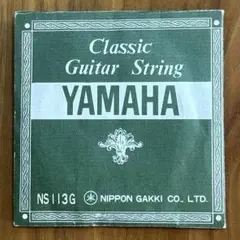 Classic
Guitar String
YAMAHA
NS113G NIPPON GAKKI CO., LTD.